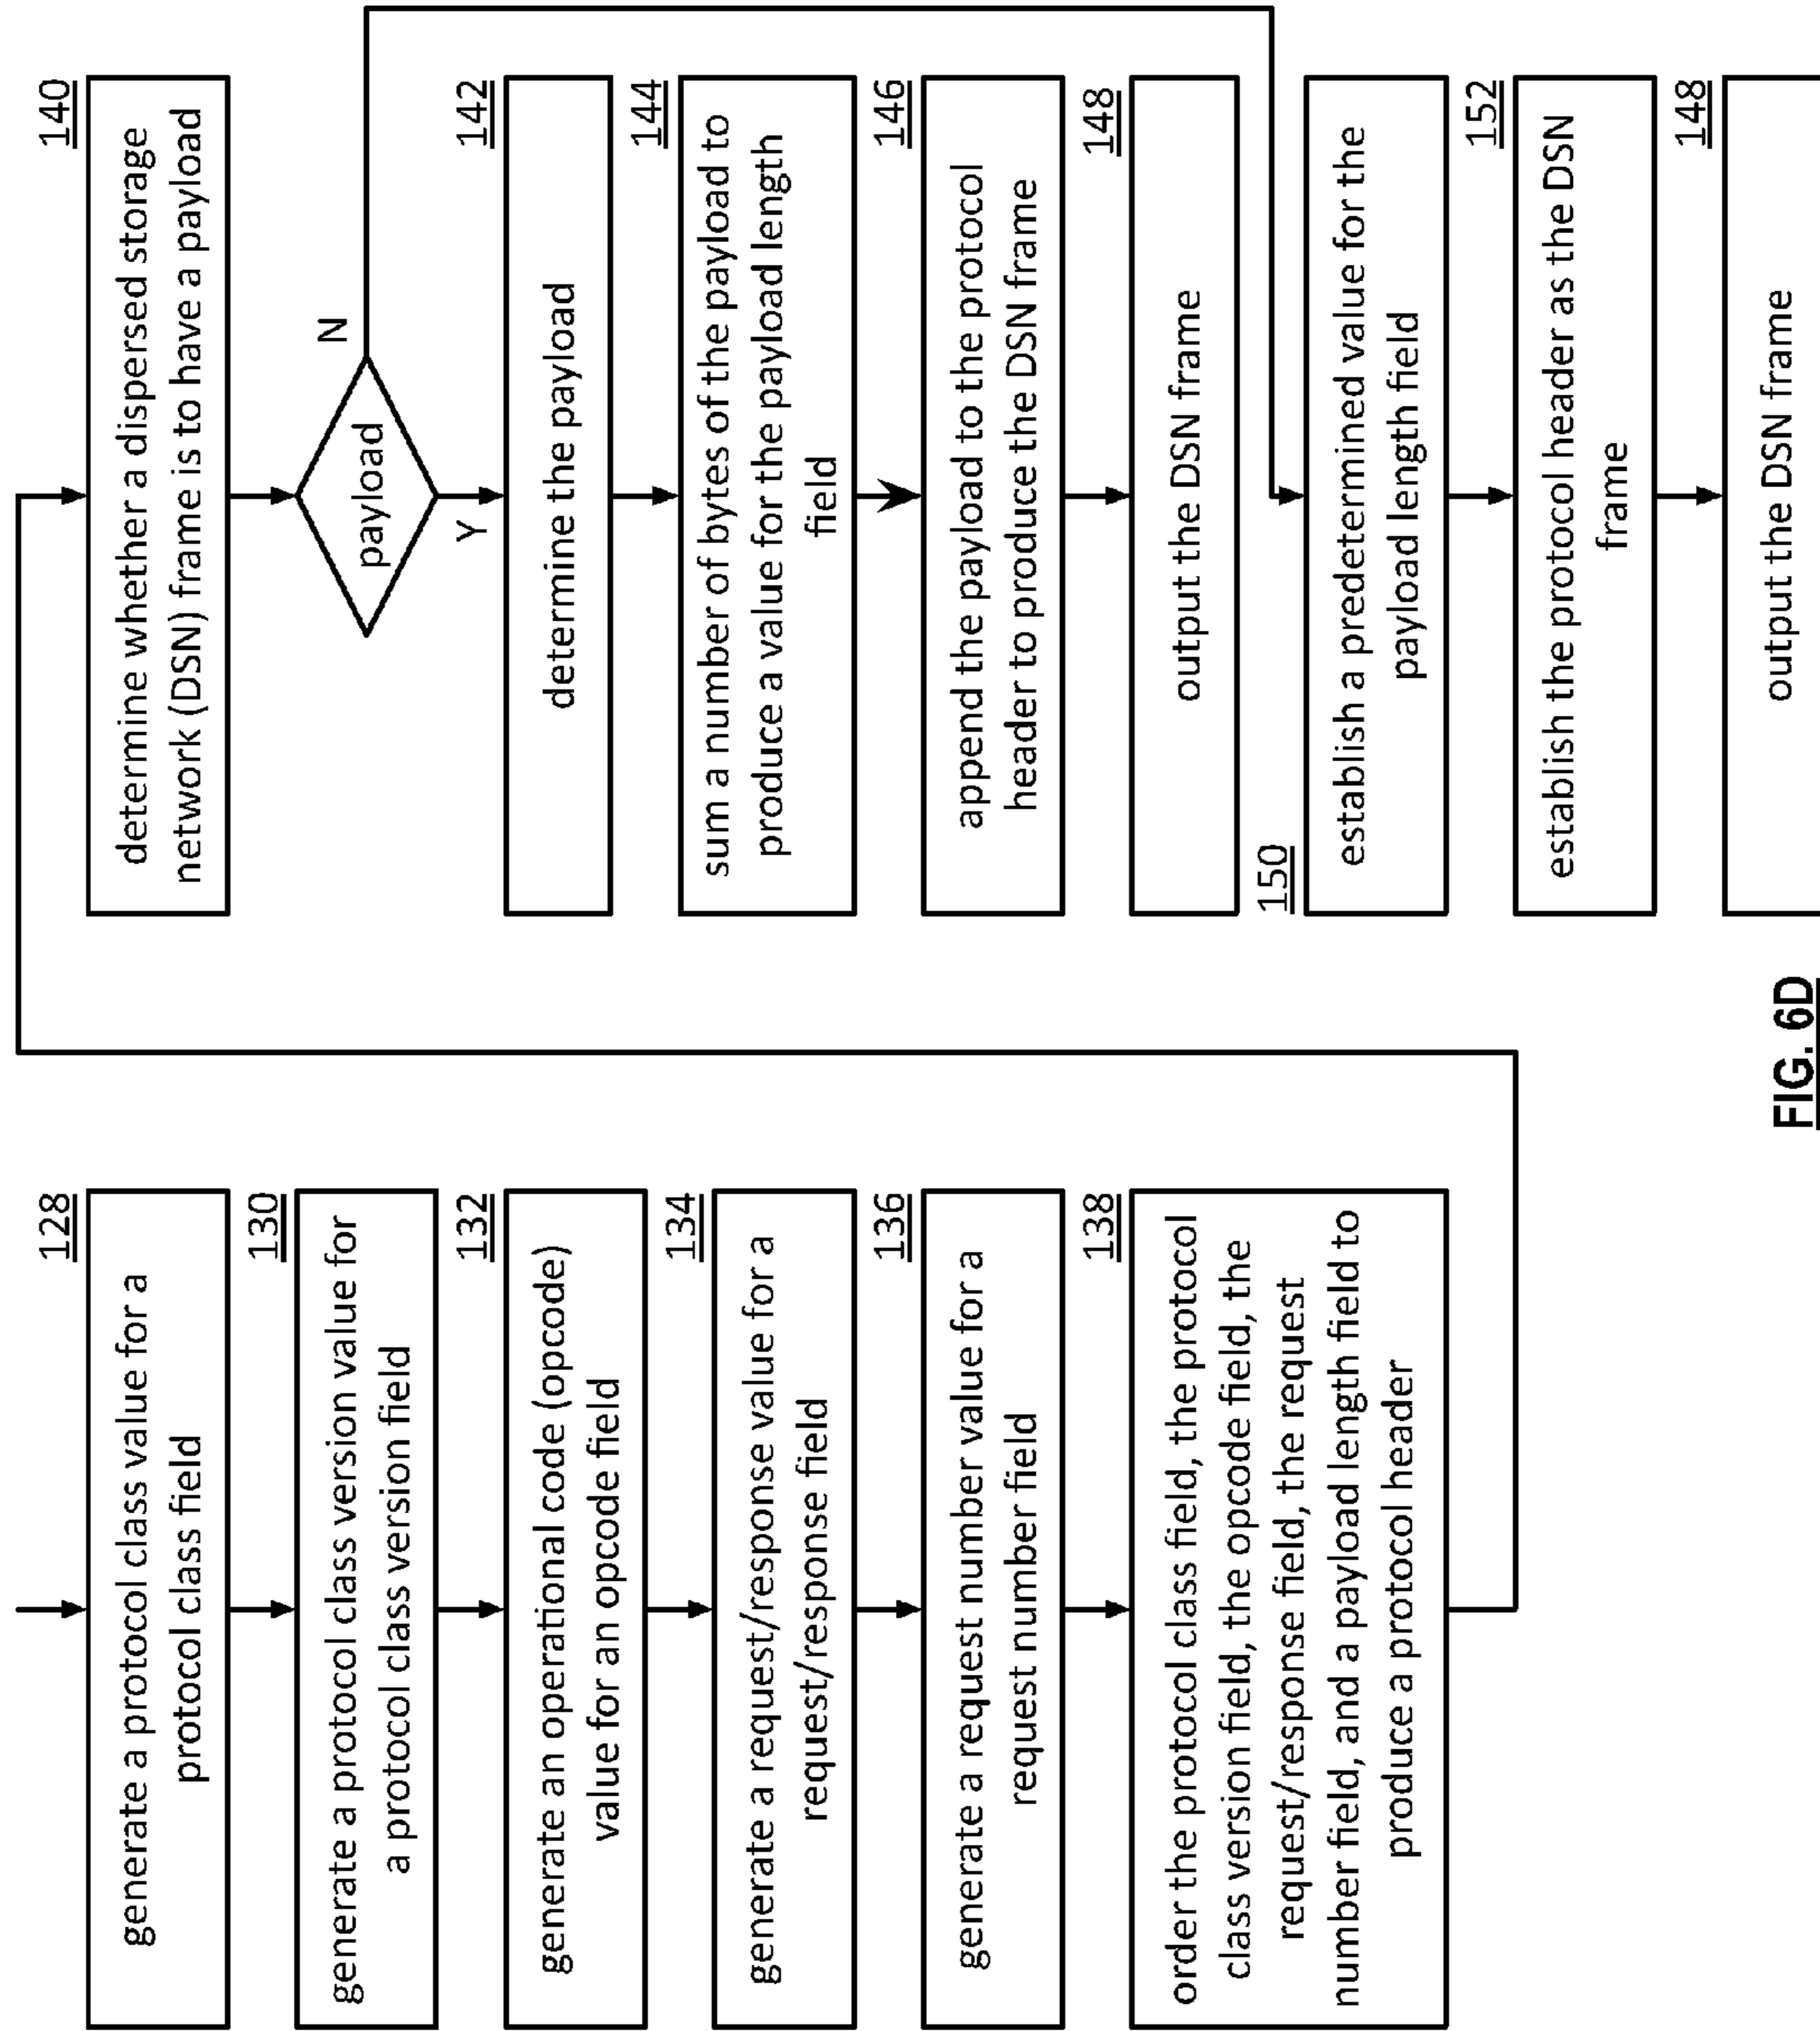 128
generate a protocol class value for a
protocol class field
130
generate a protocol class version value for
a protocol class version field
132
generate an operational code (opcode)
value for an opcode field
134
generate a request/response value for a
request/response field
136
generate a request number value for a
request number field
138
order the protocol class field, the protocol
class version field, the opcode field, the
request/response field, the request
number field, and a payload length field to
produce a protocol header
140
determine whether a dispersed storage
network (DSN) frame is to have a payload
payload
N
Y
142
determine the payload
144
sum a number of bytes of the payload to
produce a value for the payload length
field
146
append the payload to the protocol
header to produce the DSN frame
148
output the DSN frame
150
establish a predetermined value for the
payload length field
152
establish the protocol header as the DSN
frame
148
output the DSN frame
FIG. 6D